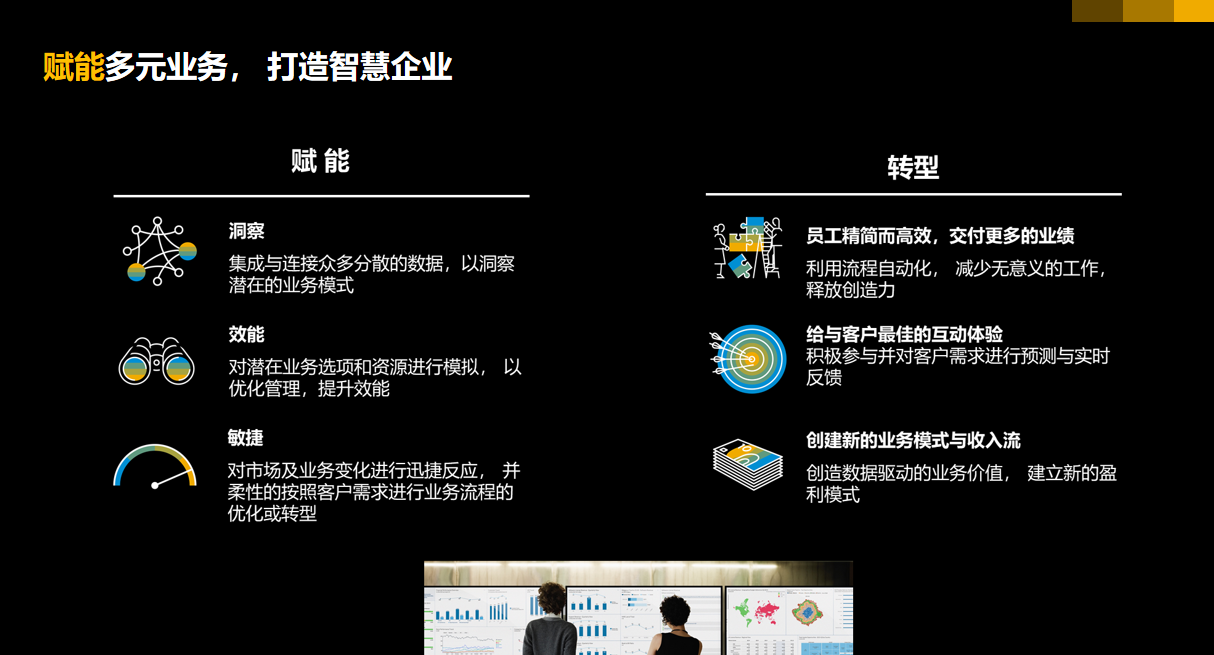 赋能多元业务， 打造智慧企业
赋 能
洞察
集成与连接众多分散的数据，以洞察
潜在的业务模式
效能
对潜在业务选项和资源进行模拟， 以
优化管理，提升效能
敏捷
对市场及业务变化进行迅捷反应， 并
柔性的按照客户需求进行业务流程的
优化或转型
转型
员工精简而高效，交付更多的业绩
利用流程自动化， 减少无意义的工作，
释放创造力
给与客户最佳的互动体验
积极参与并对客户需求进行预测与实时
反馈
创建新的业务模式与收入流
创造数据驱动的业务价值， 建立新的盈
利模式